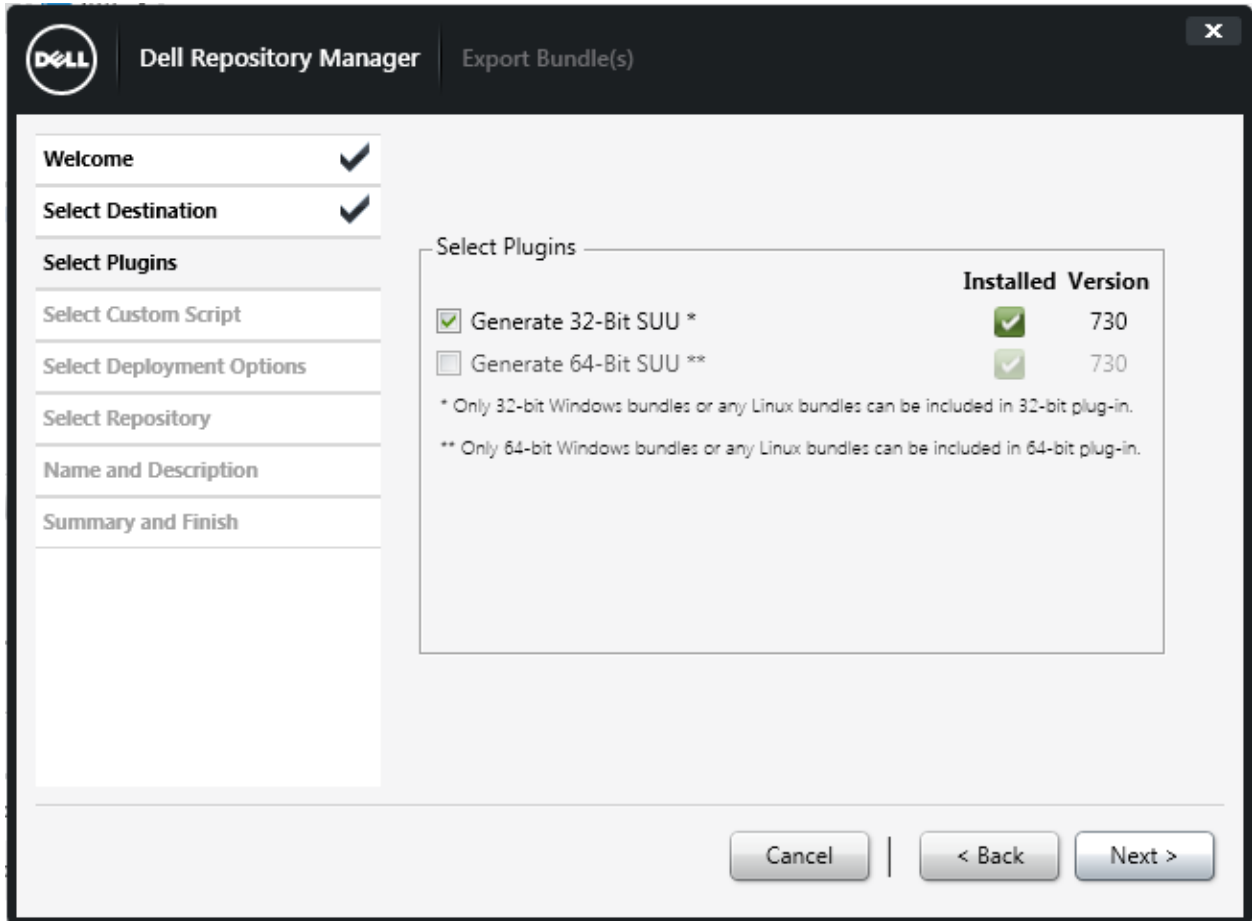 DELL
Dell Repository Manager
Export Bundle(s)
x
Welcome
Select Destination
Select Plugins
Select Custom Script
Select Deployment Options
Select Repository
Name and Description
Summary and Finish
Select Plugins
Installed Version
Generate 32-Bit SUU * 730
Generate 64-Bit SUU ** 730
* Only 32-bit Windows bundles or any Linux bundles can be included in 32-bit plug-in.
** Only 64-bit Windows bundles or any Linux bundles can be included in 64-bit plug-in.
Cancel | < Back Next >